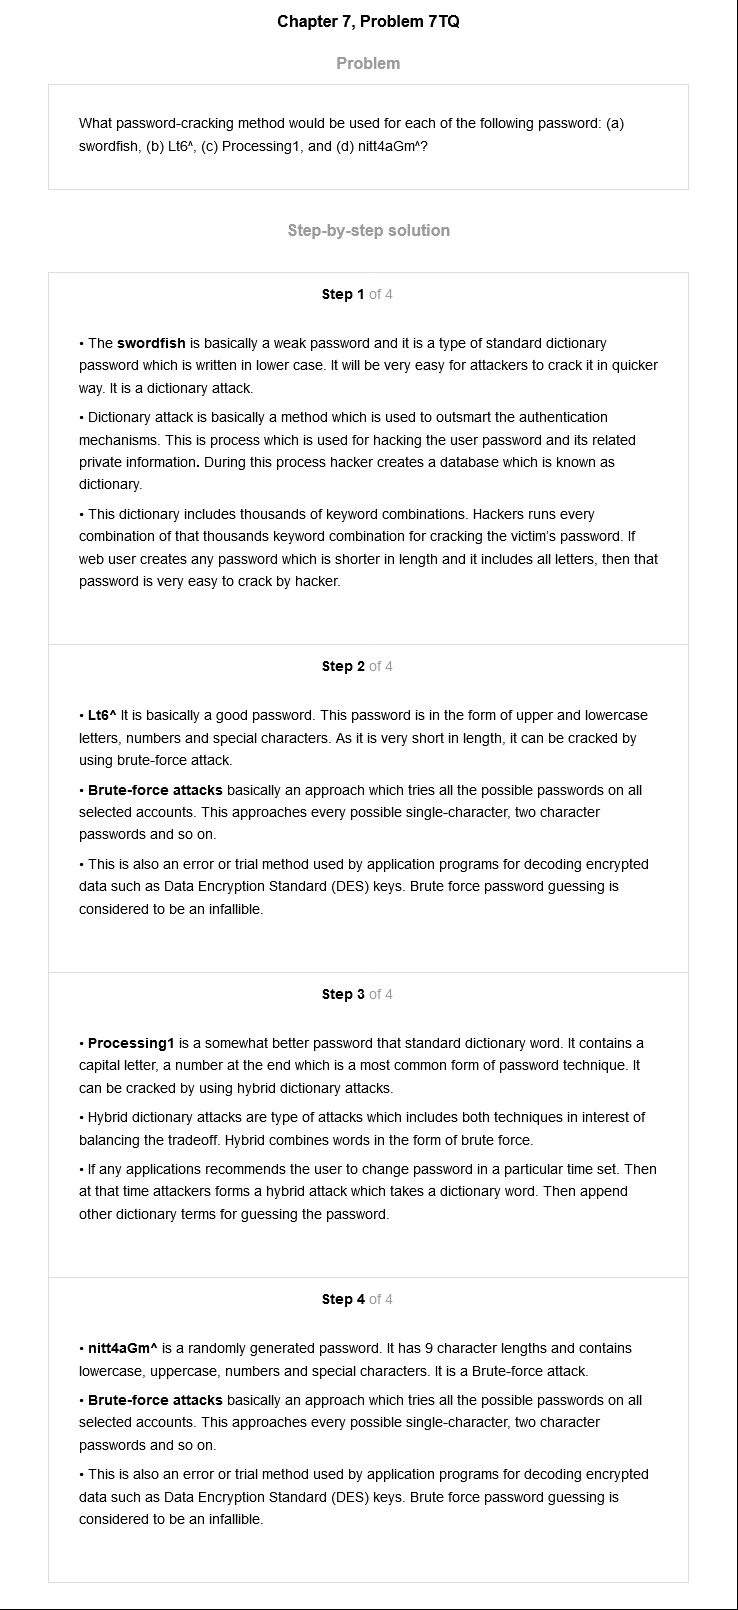 Chapter 7, Problem 7TQ
Problem
What password-cracking method would be used for each of the following password: (a)
swordfish, (b) Lt6^, (c) Processing1, and (d) nitt4aGm^?
Step-by-step solution
Step 1 of 4
• The swordfish is basically a weak password and it is a type of standard dictionary
password which is written in lower case. It will be very easy for attackers to crack it in quicker
way. It is a dictionary attack.
• Dictionary attack is basically a method which is used to outsmart the authentication
mechanisms. This is process which is used for hacking the user password and its related
private information. During this process hacker creates a database which is known as
dictionary.
• This dictionary includes thousands of keyword combinations. Hackers runs every
combination of that thousands keyword combination for cracking the victim's password. If
web user creates any password which is shorter in length and it includes all letters, then that
password is very easy to crack by hacker.
Step 2 of 4
• Lt6^ It is basically a good password. This password is in the form of upper and lowercase
letters, numbers and special characters. As it is very short in length, it can be cracked by
using brute-force attack.
• Brute-force attacks basically an approach which tries all the possible passwords on all
selected accounts. This approaches every possible single-character, two character
passwords and so on.
• This is also an error or trial method used by application programs for decoding encrypted
data such as Data Encryption Standard (DES) keys. Brute force password guessing is
considered to be an infallible.
Step 3 of 4
• Processing1 is a somewhat better password that standard dictionary word. It contains a
capital letter, a number at the end which is a most common form of password technique. It
can be cracked by using hybrid dictionary attacks.
• Hybrid dictionary attacks are type of attacks which includes both techniques in interest of
balancing the tradeoff. Hybrid combines words in the form of brute force.
• If any applications recommends the user to change password in a particular time set. Then
at that time attackers forms a hybrid attack which takes a dictionary word. Then append
other dictionary terms for guessing the password.
Step 4 of 4
• nitt4aGm^ is a randomly generated password. It has 9 character lengths and contains
lowercase, uppercase, numbers and special characters. It is a Brute-force attack.
• Brute-force attacks basically an approach which tries all the possible passwords on all
selected accounts. This approaches every possible single-character, two character
passwords and so on.
• This is also an error or trial method used by application programs for decoding encrypted
data such as Data Encryption Standard (DES) keys. Brute force password guessing is
considered to be an infallible.